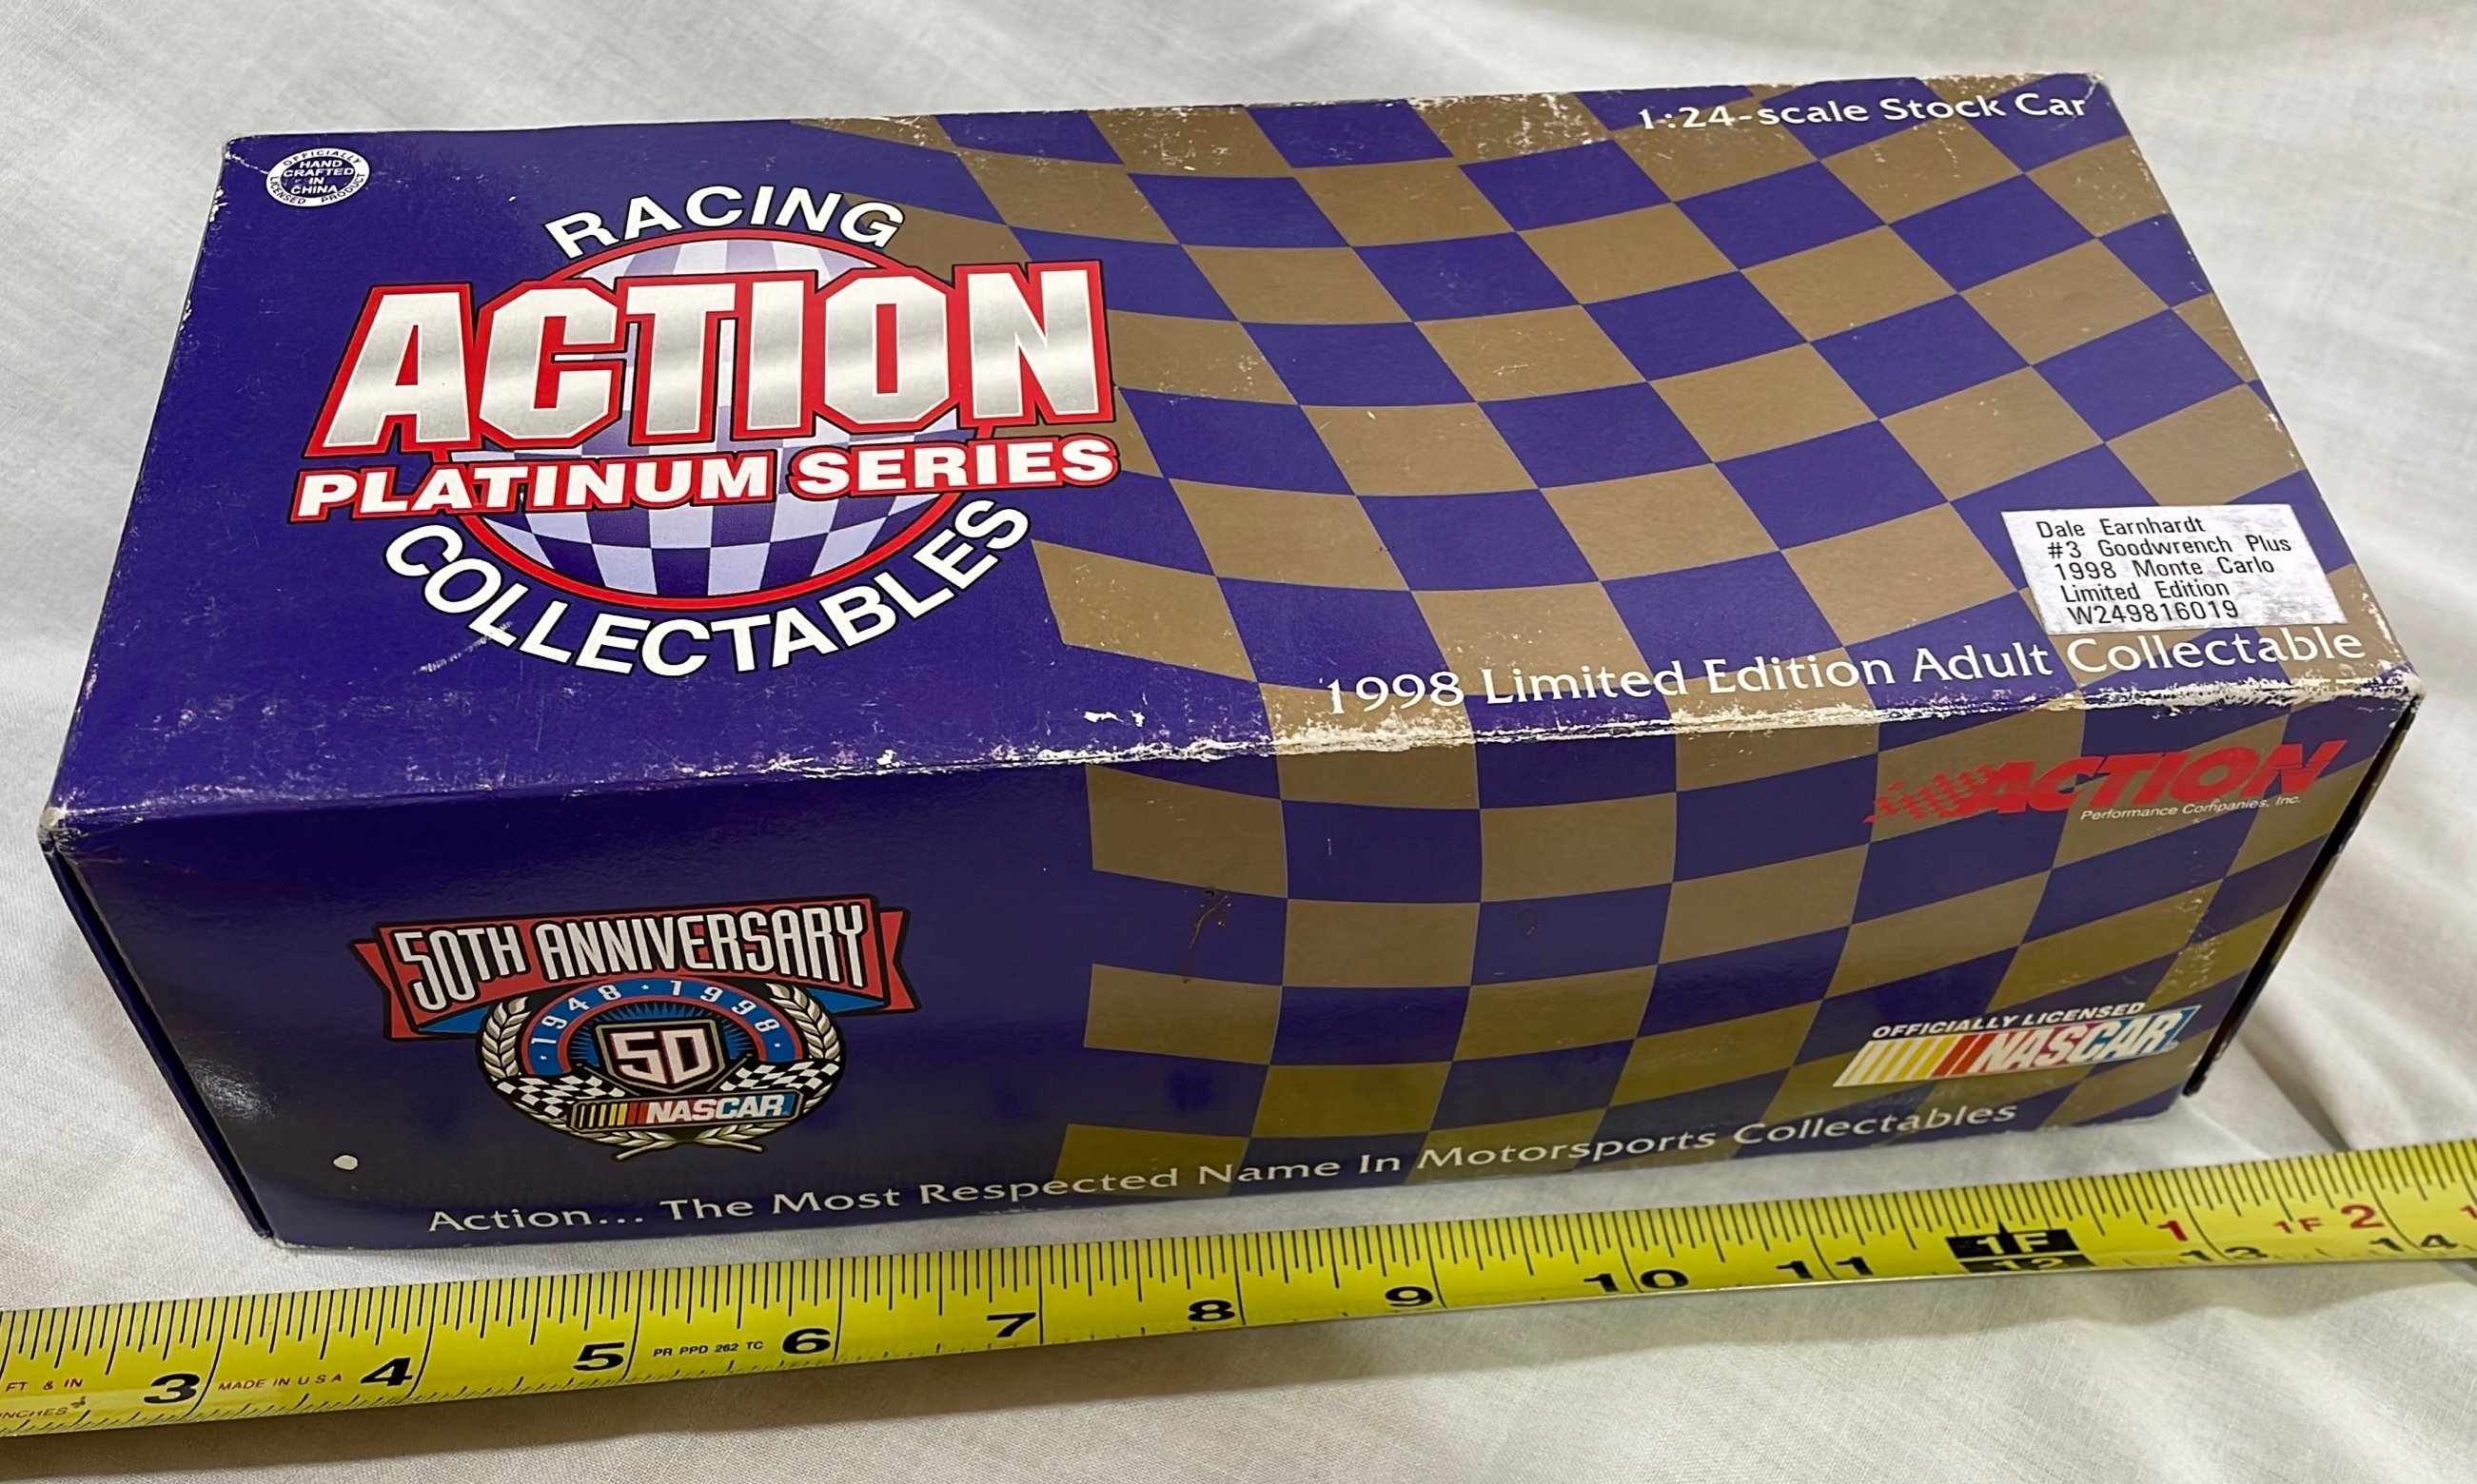 OFFICIALLY
HAND
CRAFTED
IN
CHINA
LICENSED PRODUCT
1:24-scale Stock Car
RACING
ACTION
PLATINUM SERIES
COLLECTABLES
Dale Earnhardt
#3 Goodwrench Plus
1998 Monte Carlo
Limited Edition
W249816019
1998 Limited Edition Adult Collectable
ACTION
Performance Companies, Inc.
50TH ANNIVERSARY
1948 · 1998
50
NASCAR
OFFICIALLY LICENSED
NASCAR
Action... The Most Respected Name In Motorsports Collectables
1F 1 1F 2
FT & IN MADE IN U S A PR PPD 262 TC
3 4 5 6 7 8 9 10 11 12 13 14
INCHES